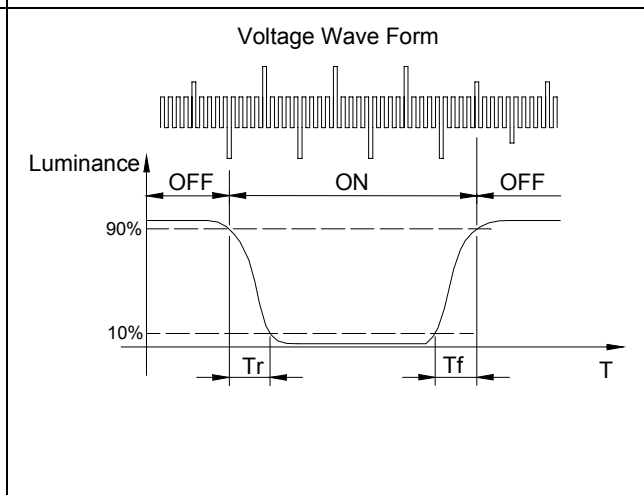 Voltage Wave Form
Luminance
OFF ON OFF
90%
10%
Tr Tf T